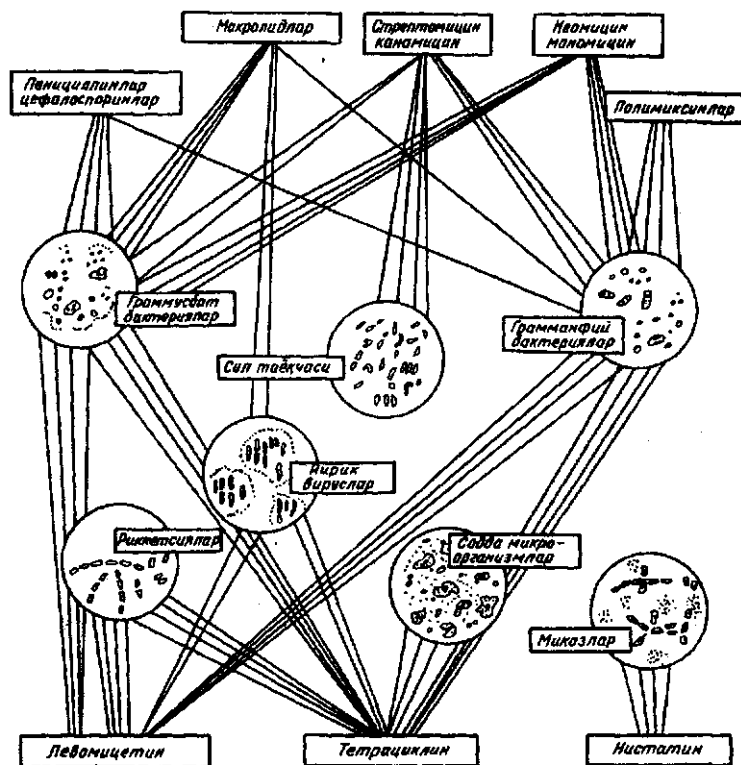 Макролидлар
Стрептомицин
канамицин
Неомицин
мономицин
Пенициллинлар
цефалоспоринлар
Полимиксинлар
Граммусбат
бактериялар
Грамманфий
бактериялар
Сил таёқчаси
Йирик
вируслар
Риккетсиялар
Содда микро-
организмлар
Микозлар
Левомицетин
Тетрациклин
Нистатин